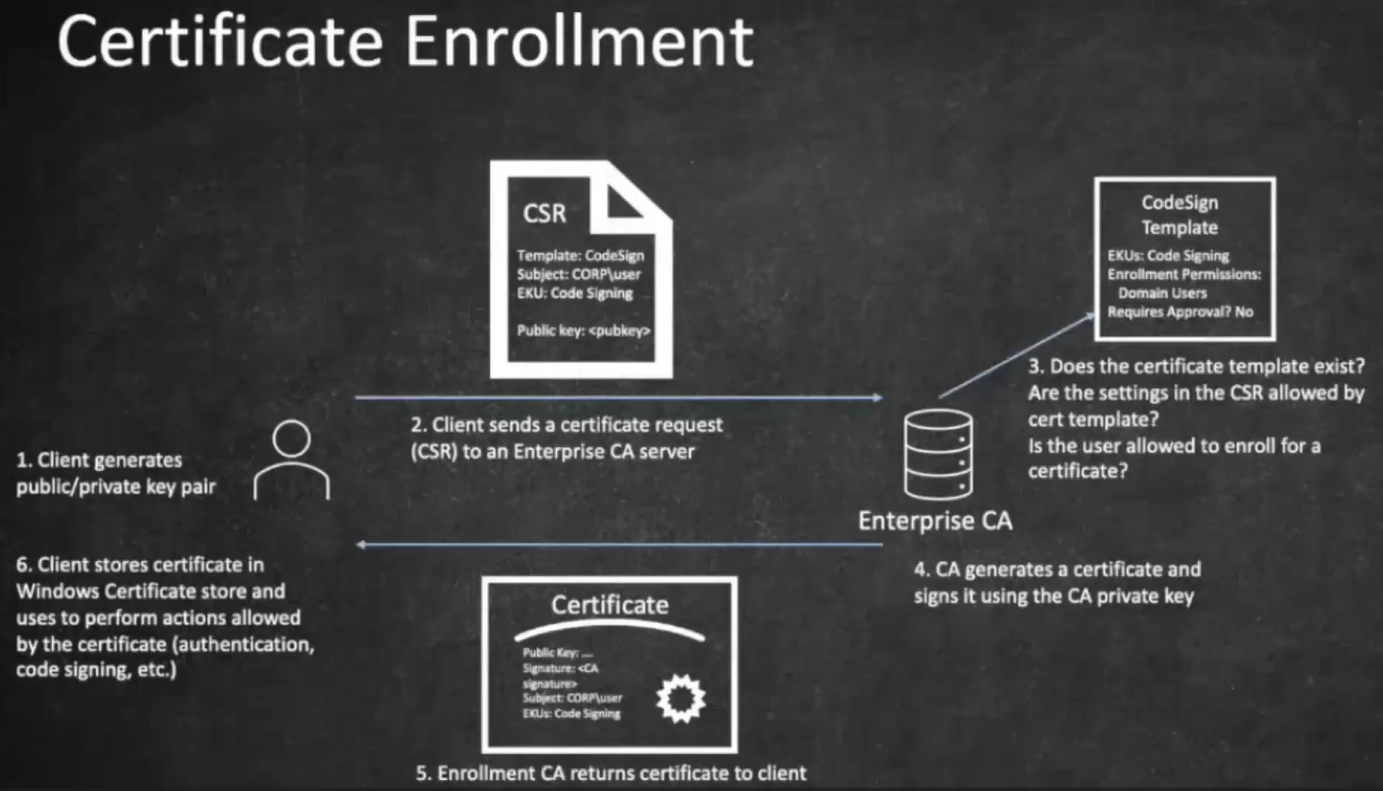 Certificate Enrollment
CSR
Template: CodeSign
Subject: CORP\user
EKU: Code Signing
Public key: <pubkey>
CodeSign
Template
EKUs: Code Signing
Enrollment Permissions:
Domain Users
Requires Approval? No
1. Client generates
public/private key pair
2. Client sends a certificate request
(CSR) to an Enterprise CA server
3. Does the certificate template exist?
Are the settings in the CSR allowed by
cert template?
Is the user allowed to enroll for a
certificate?
Enterprise CA
4. CA generates a certificate and
signs it using the CA private key
Certificate
Public Key: ...
Signature: <CA
signature>
Subject: CORP\user
EKUs: Code Signing
5. Enrollment CA returns certificate to client
6. Client stores certificate in
Windows Certificate store and
uses to perform actions allowed
by the certificate (authentication,
code signing, etc.)